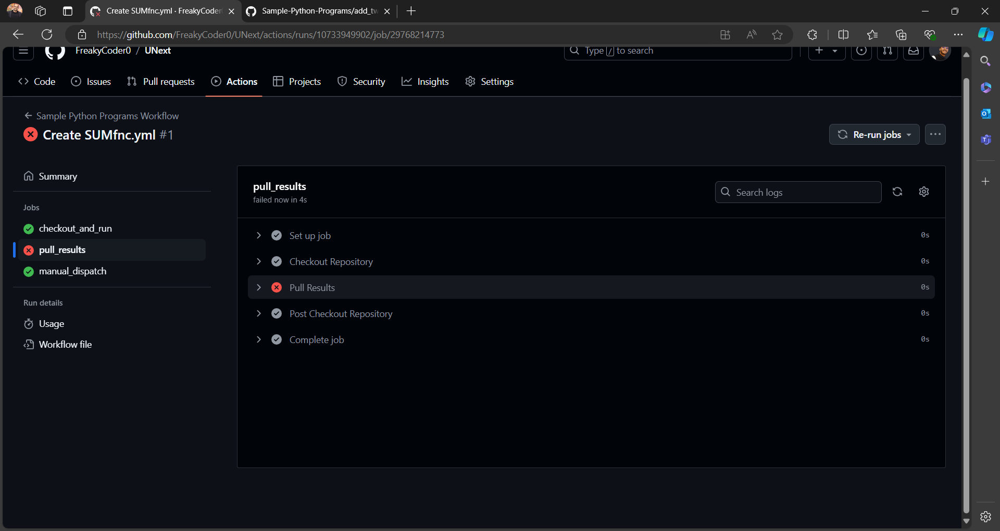 Create SUMfnc.yml · FreakyCoder
Sample-Python-Programs/add_tw
https://github.com/FreakyCoder0/UNext/actions/runs/10733949902/job/29768214773
FreakyCoder0 / UNext
Type / to search
Code
Issues
Pull requests
Actions
Projects
Security
Insights
Settings
Sample Python Programs Workflow
Create SUMfnc.yml #1
Re-run jobs
Summary
Jobs
checkout_and_run
pull_results
manual_dispatch
Run details
Usage
Workflow file
pull_results
failed now in 4s
Search logs
Set up job 0s
Checkout Repository 0s
Pull Results 0s
Post Checkout Repository 0s
Complete job 0s